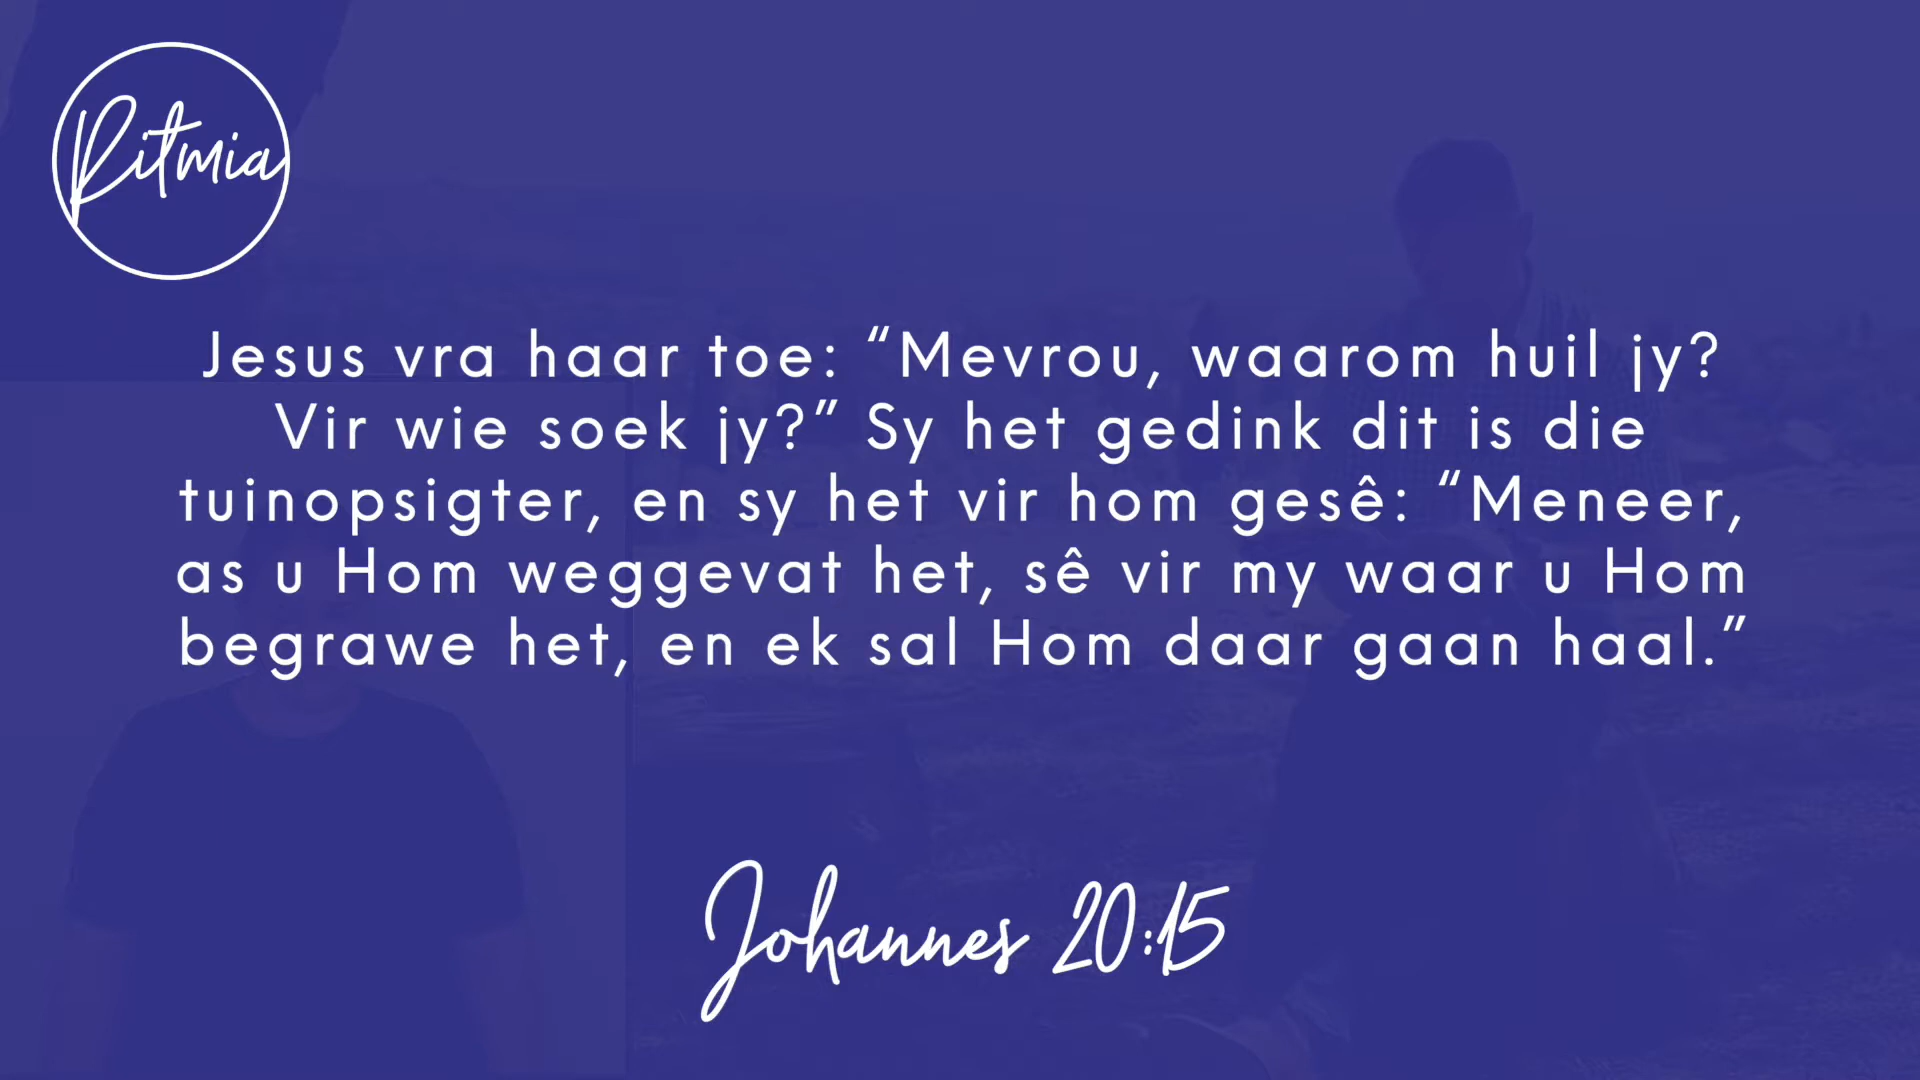 Ritmia
Jesus vra haar toe: “Mevrou, waarom huil jy?
Vir wie soek jy?” Sy het gedink dit is die
tuinopsigter, en sy het vir hom gesê: “Meneer,
as u Hom weggevat het, sê vir my waar u Hom
begrawe het, en ek sal Hom daar gaan haal.”
Johannes 20:15